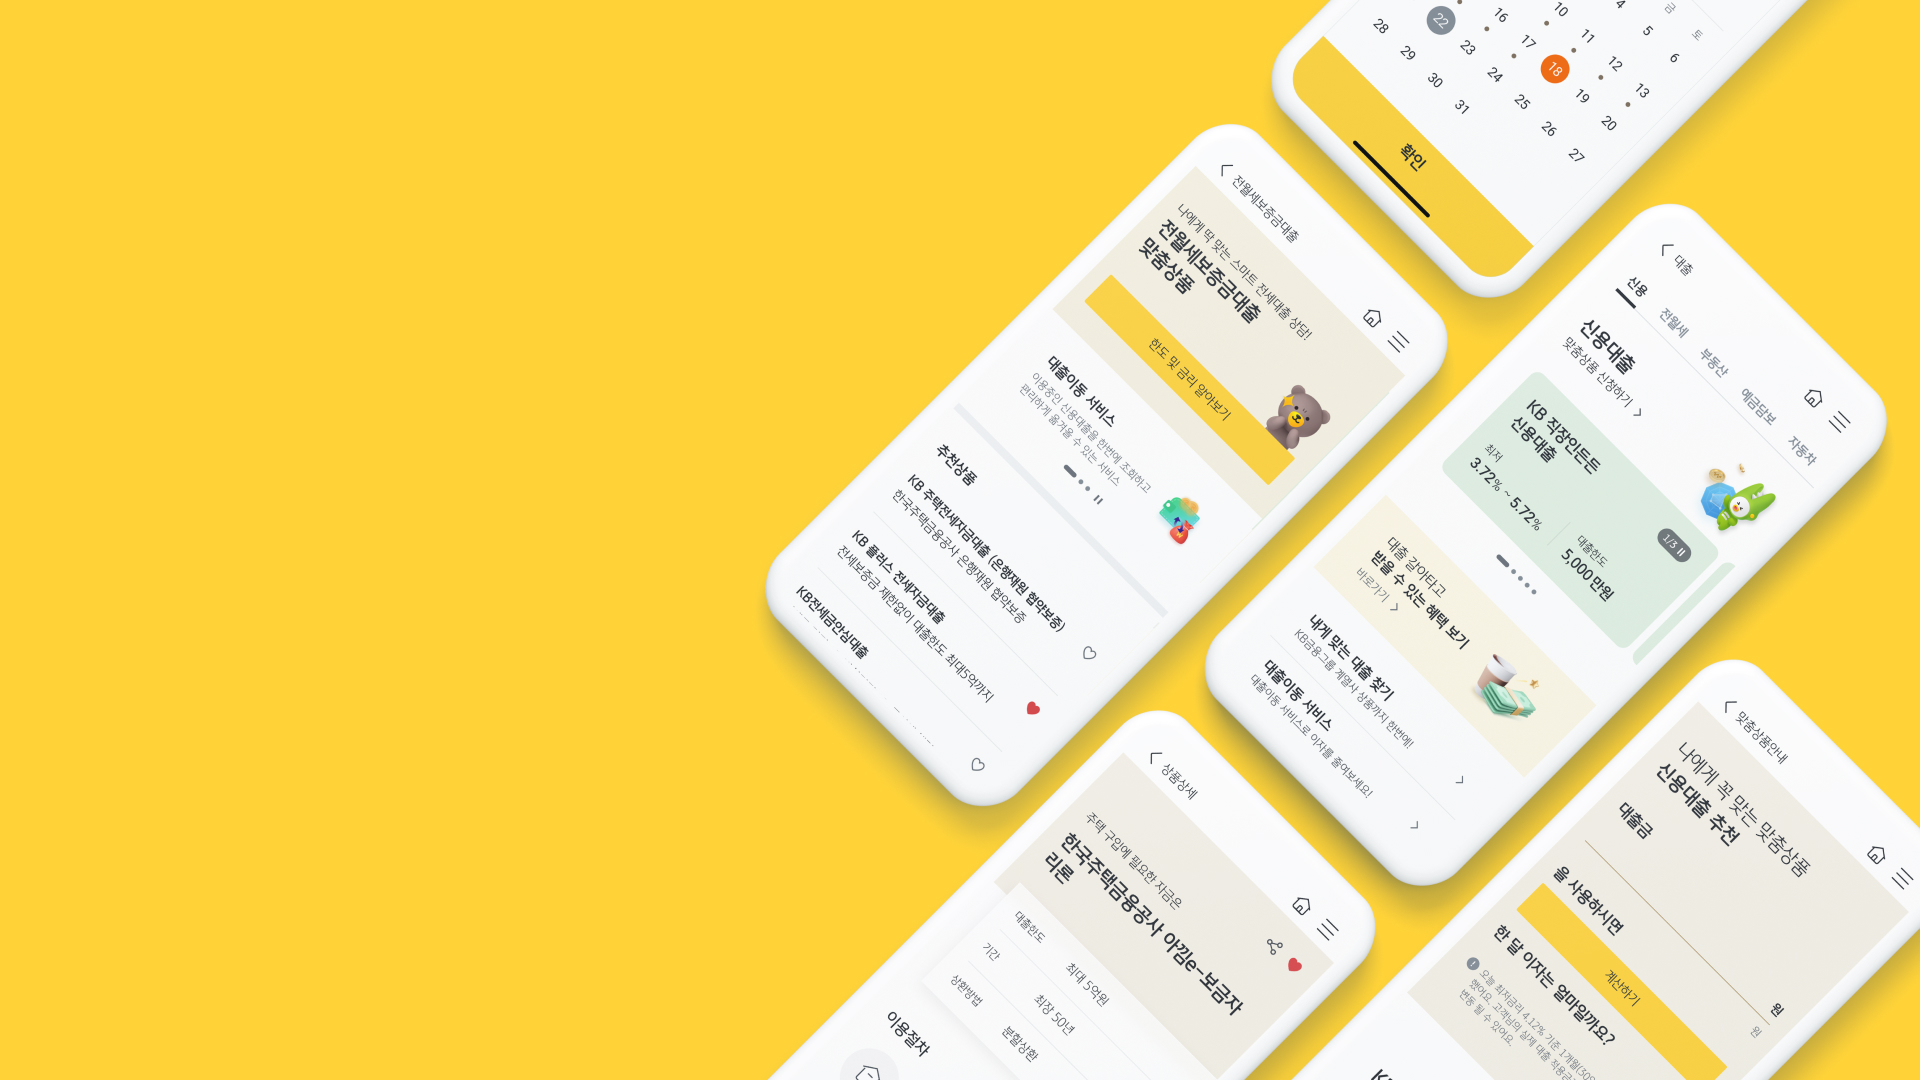 금
토
4
5
6
10
11
12
13
16
17
18
19
20
22
23
24
25
26
27
28
29
30
31
확인
전월세보증금대출
나에게 딱 맞는 스마트 전세대출 상담!
전월세보증금대출
맞춤상품
한도 및 금리 알아보기
대출이동 서비스
이용중인 신용대출을 한번에 조회하고
편리하게 옮겨올 수 있는 서비스
추천상품
KB 주택전세자금대출 (은행재원 협약보증)
한국주택금융공사 은행재원 협약보증
KB 플러스 전세자금대출
전세보증금 제한없이 대출한도 최대5억까지
KB전세금안심대출
대출
신용 전월세 부동산 예금담보 자동차
신용대출
맞춤상품 신청하기
KB 직장인든든
신용대출
최저
3.72% ~ 5.72%
대출한도
5,000만원
1/3
대출 갈아타고
받을 수 있는 혜택 보기
바로가기
내게 맞는 대출 찾기
KB금융그룹 계열사 상품까지 한번에!
대출이동 서비스
대출이동 서비스로 이자를 줄여보세요!
상품상세
주택 구입에 필요한 자금은
한국주택금융공사 아낌e-보금자
리론
대출한도 최대 5억원
기간 최장 50년
상환방법 분할상환
이용절차
맞춤상품안내
나에게 꼭 맞는 맞춤상품
신용대출 추천
대출금
원
원
을 사용하시면
계산하기
한 달 이자는 얼마일까요?
오늘 최저금리 4.12% 기준 1개월(30
했어요. 고객님의 실제 대출 적용금
변동 될 수 있어요.